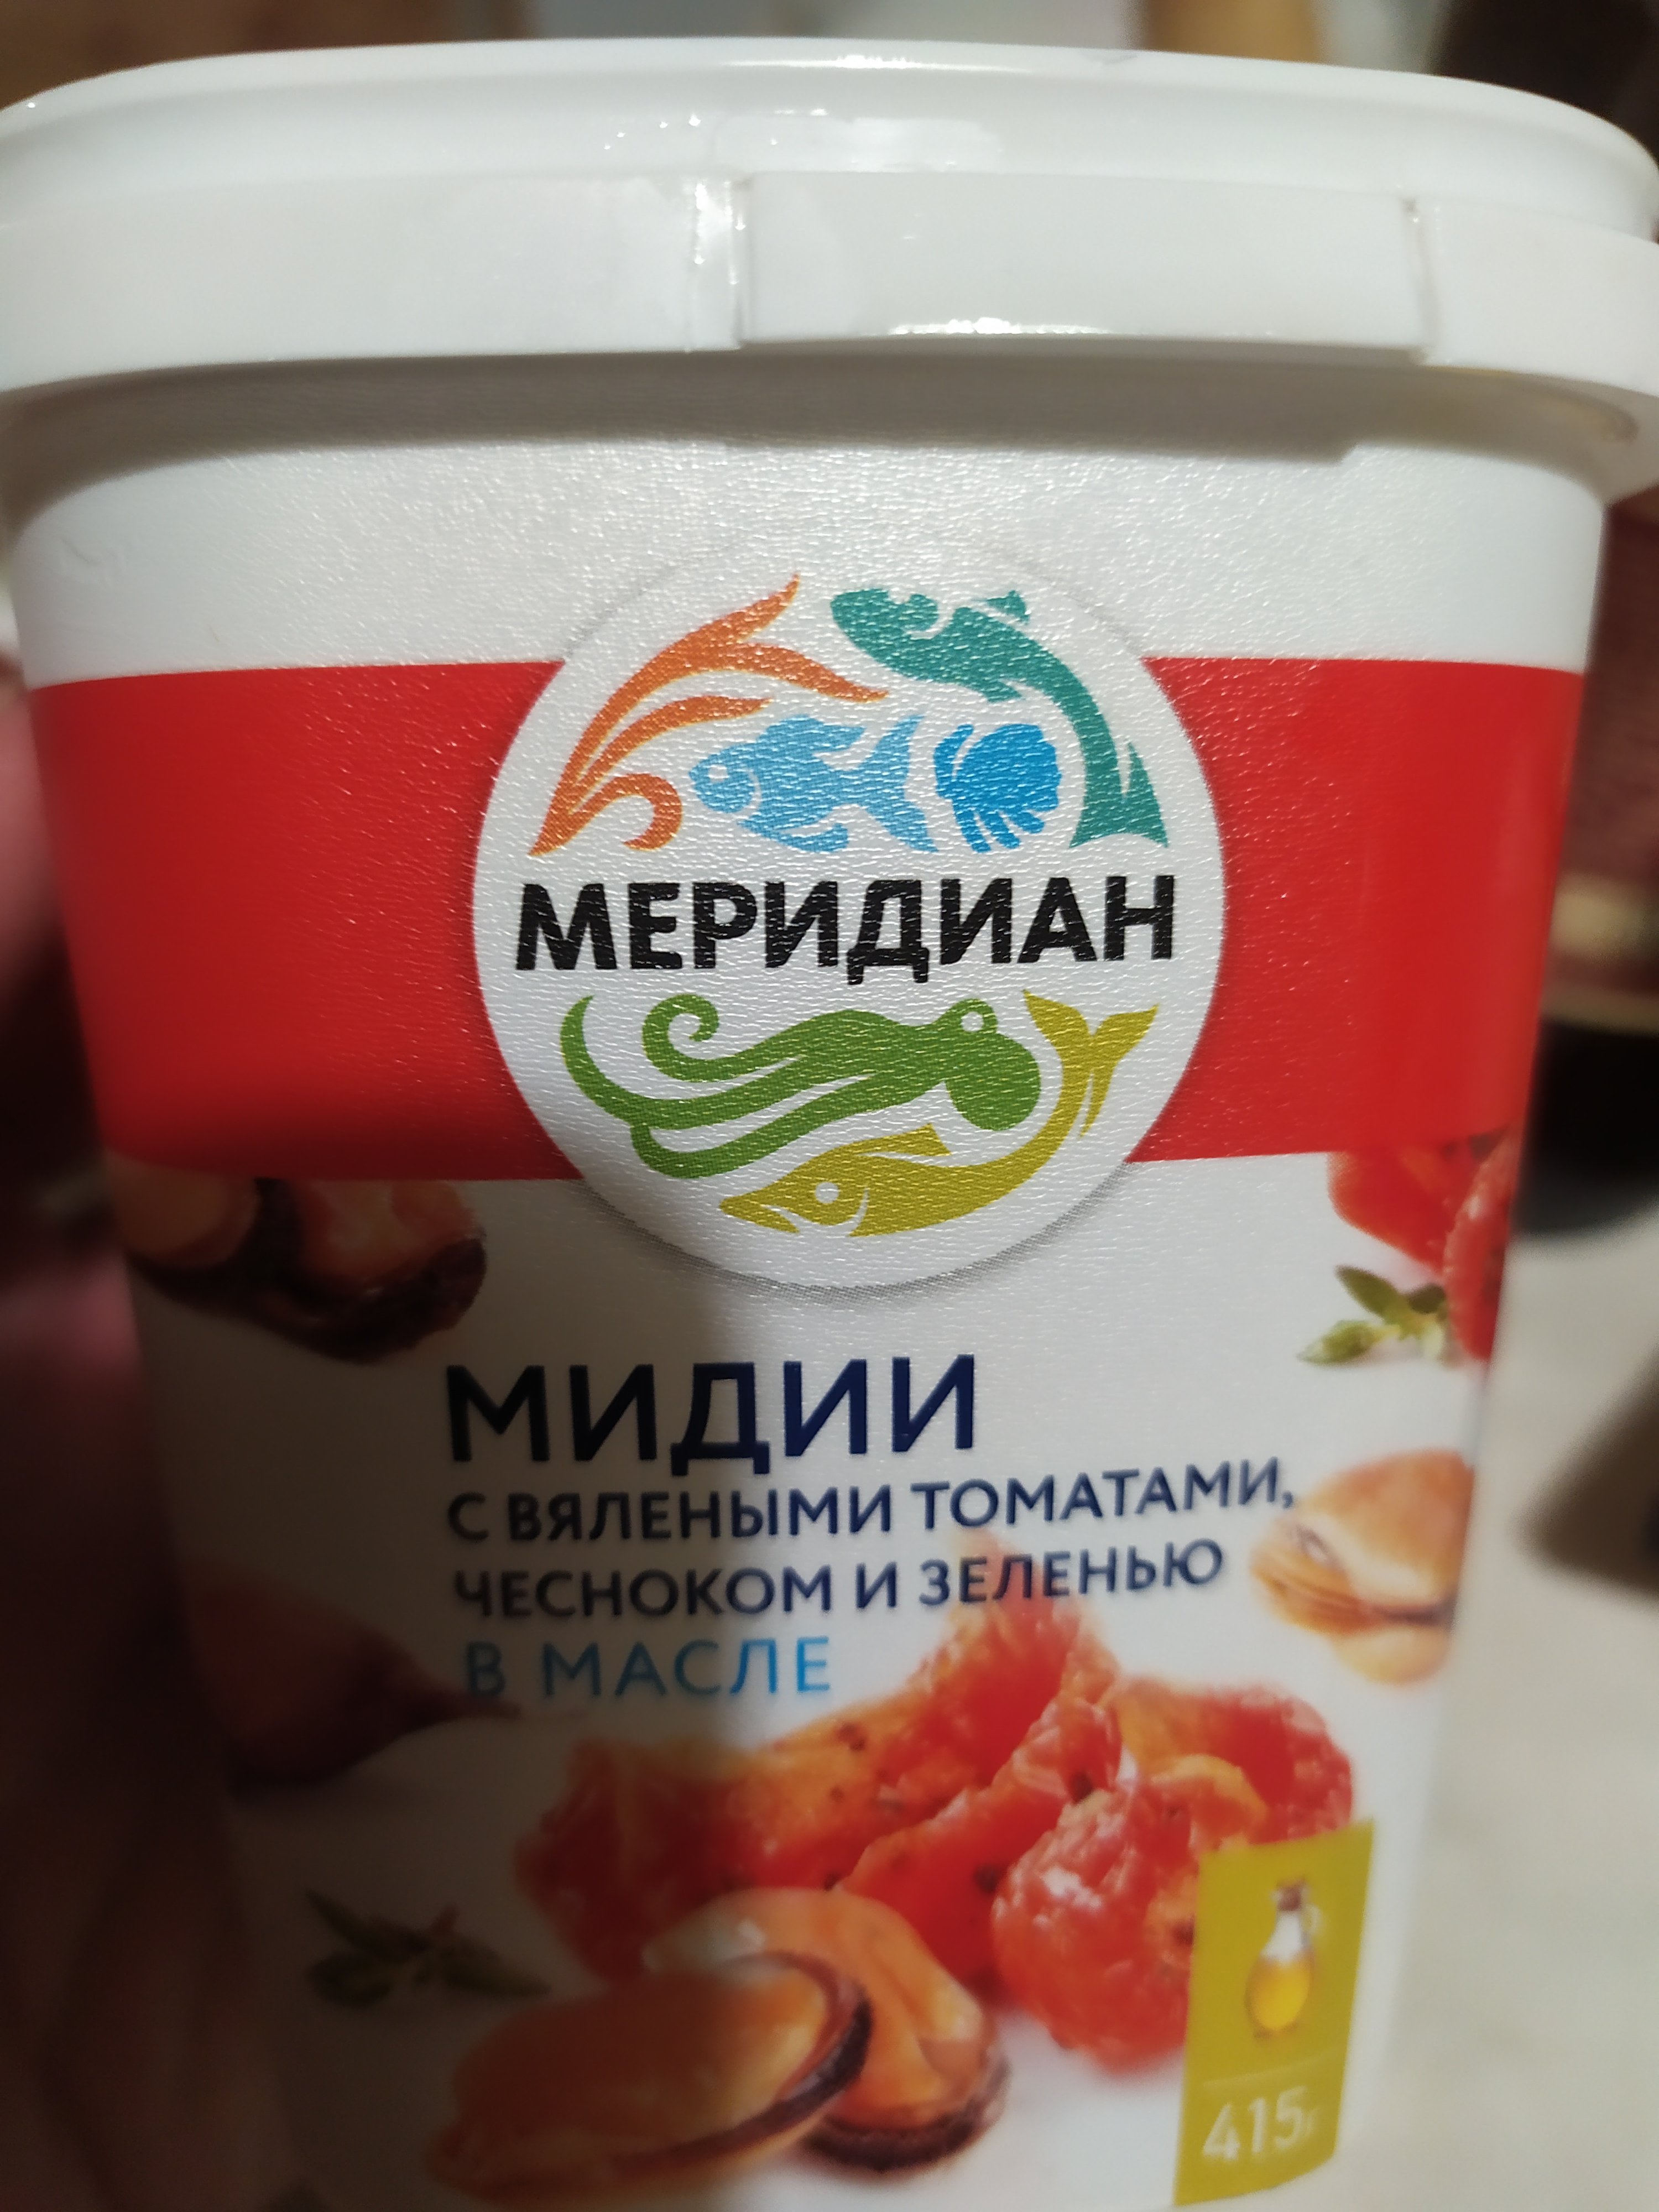 МЕРИДИАН
МИДИИ
С ВЯЛЕНЫМИ ТОМАТАМИ,
ЧЕСНОКОМ И ЗЕЛЕНЬЮ
В МАСЛЕ
415г